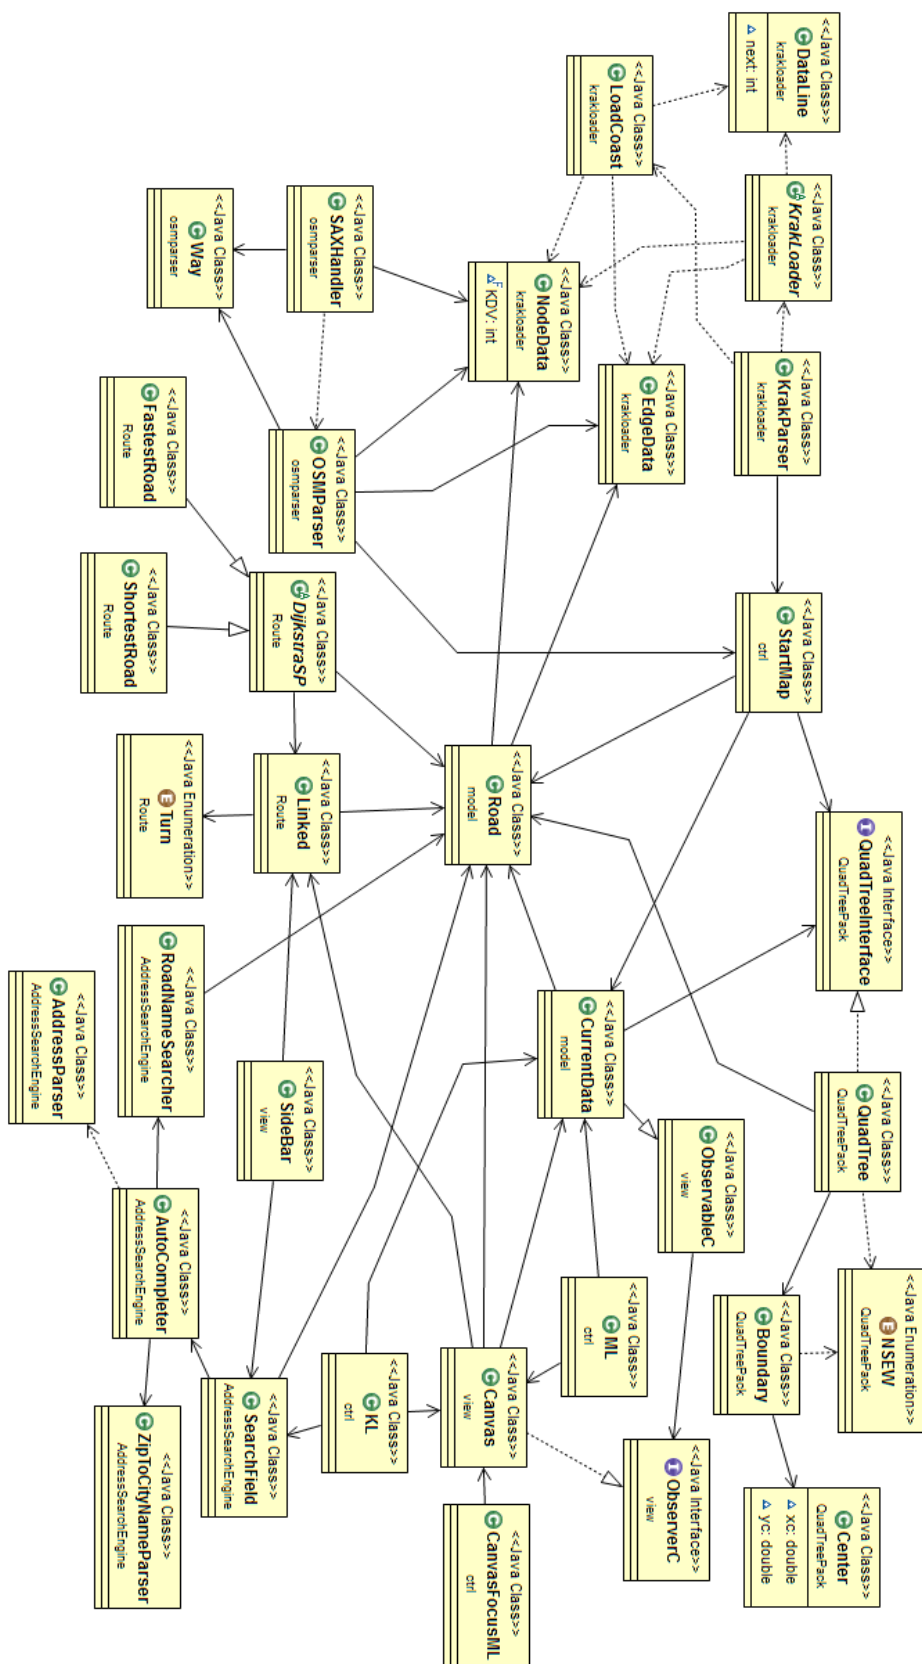 <<Java Class>>
DataLine
krakloader
next: int
<<Java Class>>
KrakLoader
krakloader
<<Java Class>>
KrakParser
krakloader
<<Java Class>>
StartMap
ctrl
<<Java Interface>>
QuadTreeInterface
QuadTreePack
<<Java Class>>
QuadTree
QuadTreePack
<<Java Enumeration>>
NSEW
QuadTreePack
<<Java Class>>
Boundary
QuadTreePack
<<Java Class>>
Center
QuadTreePack
xc: double
yc: double
<<Java Class>>
LoadCoast
krakloader
<<Java Class>>
NodeData
krakloader
KDV: int
<<Java Class>>
EdgeData
krakloader
<<Java Class>>
Road
model
<<Java Class>>
CurrentData
model
<<Java Class>>
ObservableC
view
<<Java Class>>
ML
ctrl
<<Java Class>>
Canvas
view
<<Java Interface>>
ObserverC
view
<<Java Class>>
CanvasFocusML
ctrl
<<Java Class>>
SAXHandler
osmparser
<<Java Class>>
OSMParser
osmparser
<<Java Class>>
DijkstraSP
Route
<<Java Class>>
Linked
Route
<<Java Class>>
SideBar
view
<<Java Class>>
KL
ctrl
<<Java Class>>
Way
osmparser
<<Java Class>>
FastestRoad
Route
<<Java Class>>
ShortestRoad
Route
<<Java Enumeration>>
Turn
Route
<<Java Class>>
RoadNameSearcher
AddressSearchEngine
<<Java Class>>
AddressParser
AddressSearchEngine
<<Java Class>>
AutoCompleter
AddressSearchEngine
<<Java Class>>
SearchField
AddressSearchEngine
<<Java Class>>
ZipToCityNameParser
AddressSearchEngine